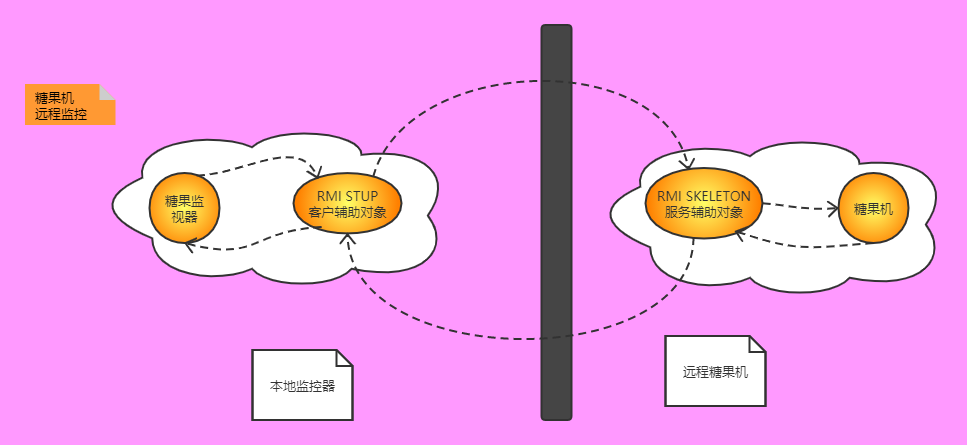 糖果机
远程监控
糖果监
视器
RMI STUP
客户辅助对象
RMI SKELETON
服务辅助对象
糖果机
本地监控器
远程糖果机